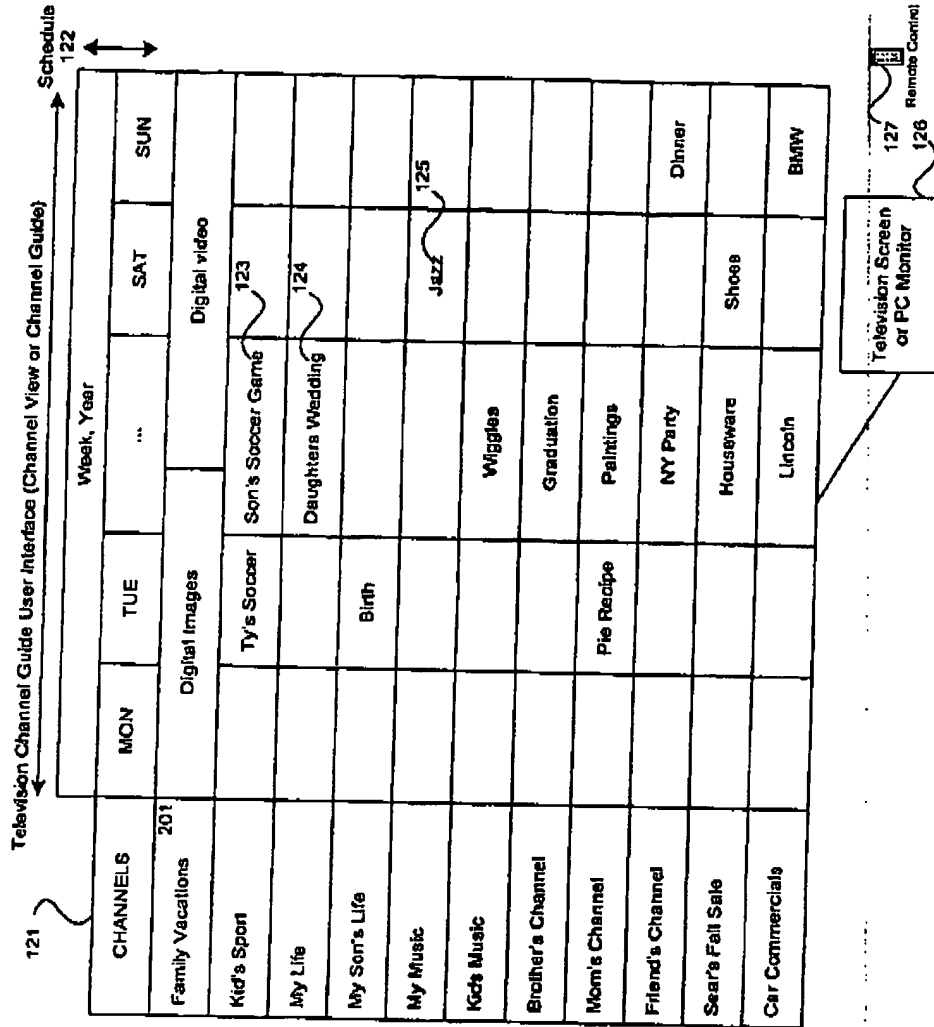 Television Channel Guide User Interface (Channel View or Channel Guide)
Schedule
122
121
Week, Year
CHANNELS
MON
TUE
...
SAT
SUN
Family Vacations
201
Digital Images
Digital video
Kid's Sport
Ty's Soccer
Son's Soccer Game
123
My Life
Daughters Wedding
124
My Son's Life
Birth
My Music
Jazz
125
Kid's Music
Wiggles
Brother's Channel
Graduation
Mom's Channel
Pie Recipe
Paintings
Friend's Channel
NY Party
Dinner
Sear's Fall Sale
Houseware
Shoes
Car Commercials
Lincoln
BMW
Television Screen
or PC Monitor
127
Remote Control
126